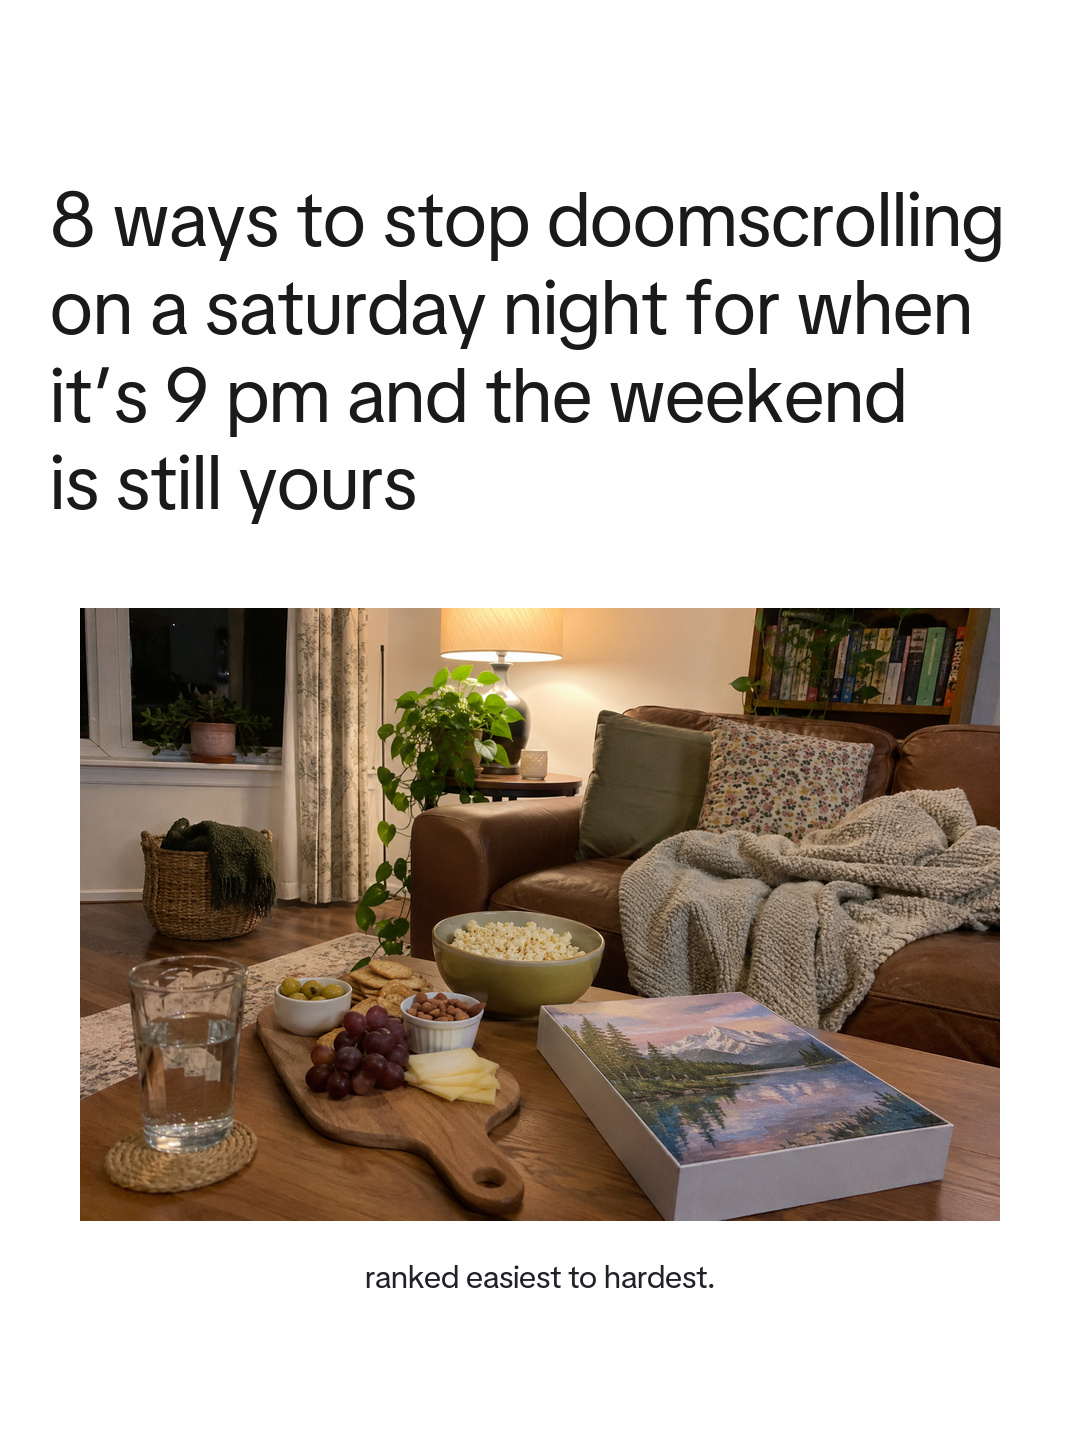 8 ways to stop doomscrolling
on a saturday night for when
it’s 9 pm and the weekend
is still yours
ranked easiest to hardest.